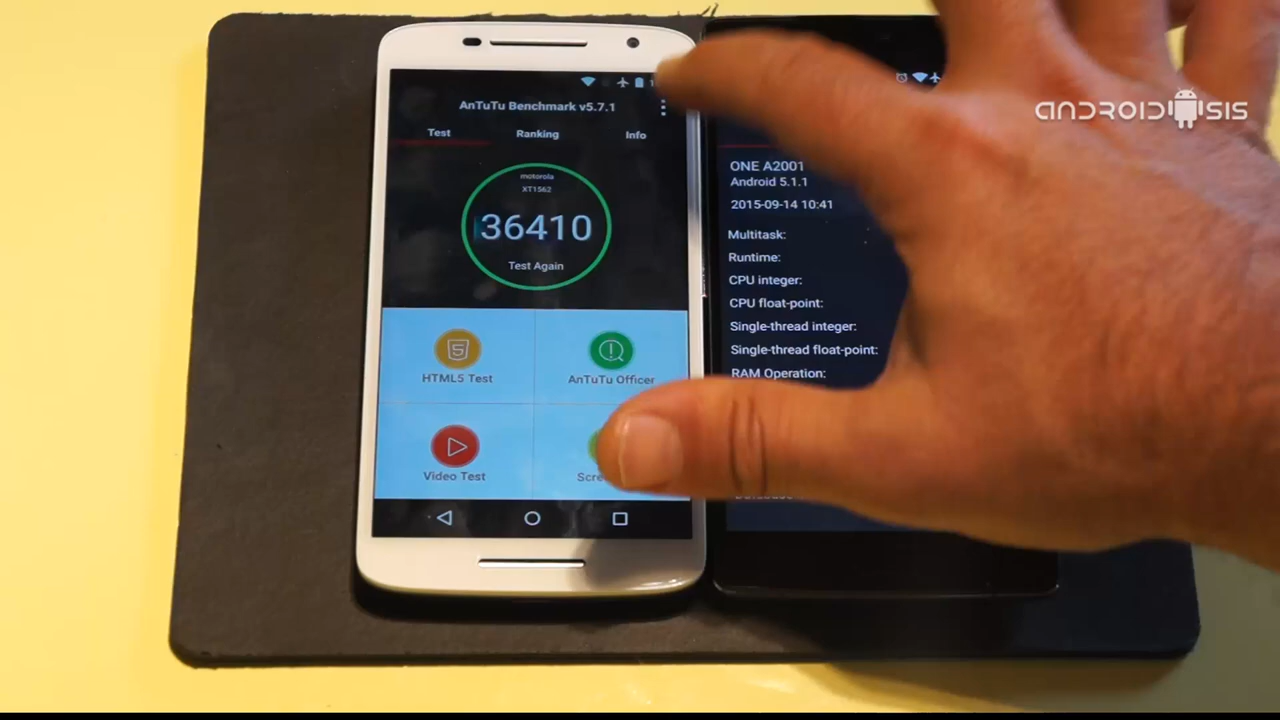 AnTuTu Benchmark v5.7.1
Test Ranking Info
motorola
XT1562
36410
Test Again
HTML5 Test
AnTuTu Officer
Video Test
ONE A2001
Android 5.1.1
2015-09-14 10:41
Multitask:
Runtime:
CPU integer:
CPU float-point:
Single-thread integer:
Single-thread float-point:
RAM Operation:
ANDROIDSIS